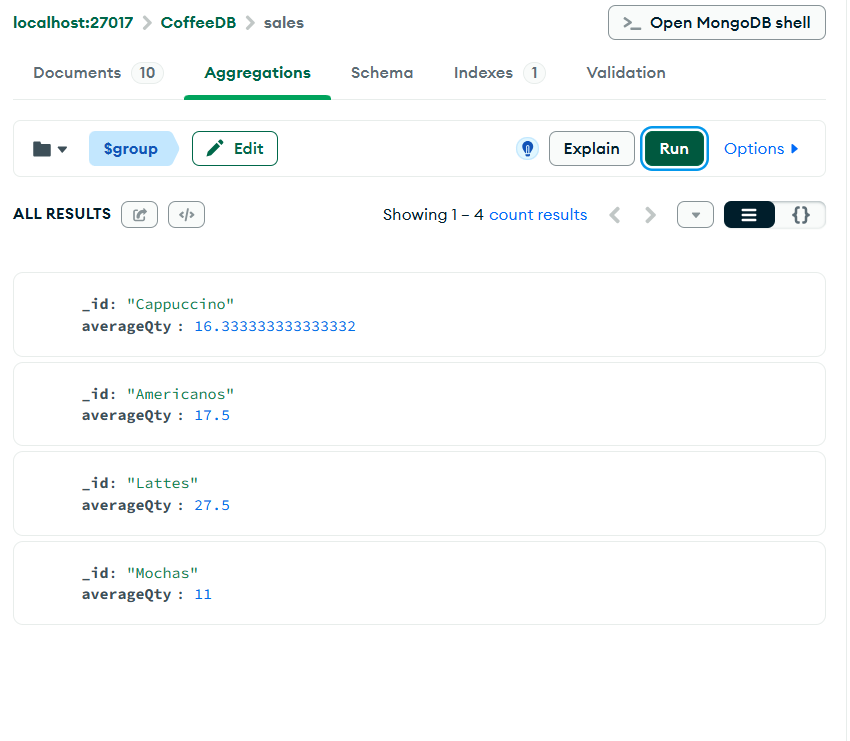 localhost:27017 > CoffeeDB > sales
>_ Open MongoDB shell
Documents 10 Aggregations Schema Indexes 1 Validation
$group Edit Explain Run Options
ALL RESULTS </> Showing 1 – 4 count results {}
_id: "Cappuccino"
averageQty : 16.333333333333332
_id: "Americanos"
averageQty : 17.5
_id: "Lattes"
averageQty : 27.5
_id: "Mochas"
averageQty : 11